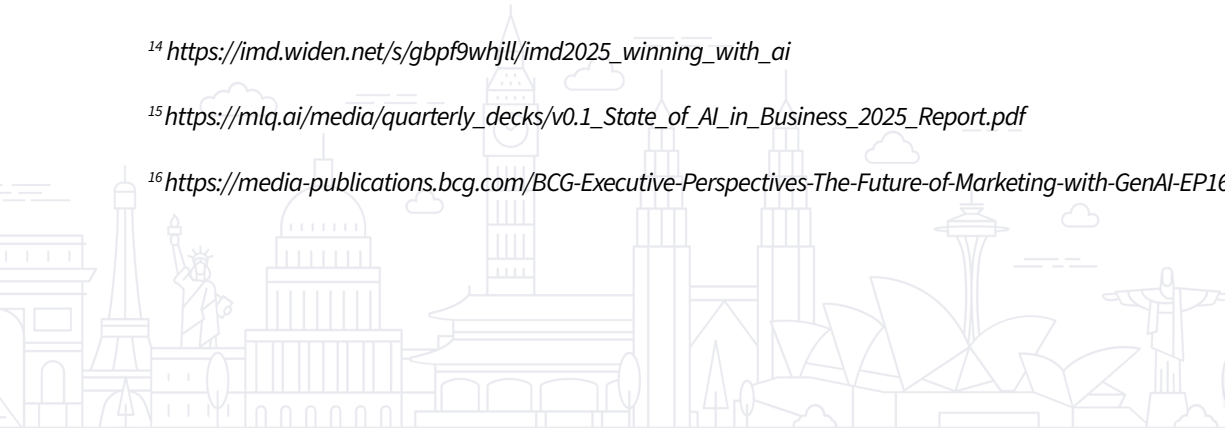 14 https://imd.widen.net/s/gbpf9whjll/imd2025_winning_with_ai
15 https://mlq.ai/media/quarterly_decks/v0.1_State_of_AI_in_Business_2025_Report.pdf
16 https://media-publications.bcg.com/BCG-Executive-Perspectives-The-Future-of-Marketing-with-GenAI-EP16